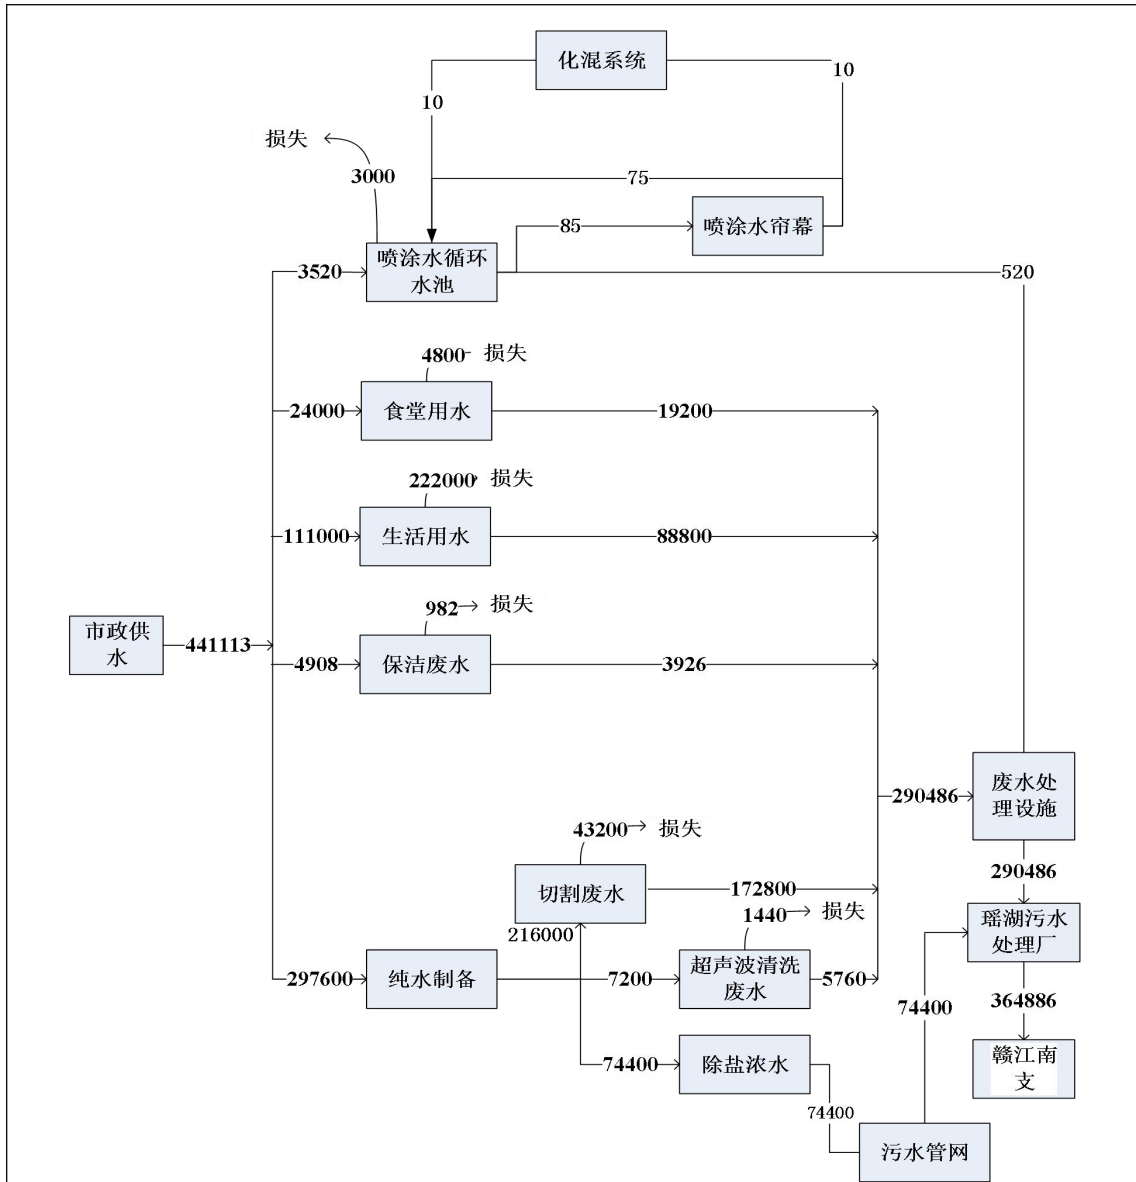 化混系统
10
10
损失
3000
75
85
喷涂水帘幕
3520
喷涂水循环
水池
520
4800
损失
24000
食堂用水
19200
222000
损失
111000
生活用水
88800
982
损失
市政供
水
441113
4908
保洁废水
3926
290486
废水处
理设施
43200
损失
290486
切割废水
172800
1440
损失
216000
瑶湖污水
处理厂
297600
纯水制备
7200
超声波清洗
废水
5760
74400
364886
74400
除盐浓水
赣江南
支
74400
污水管网